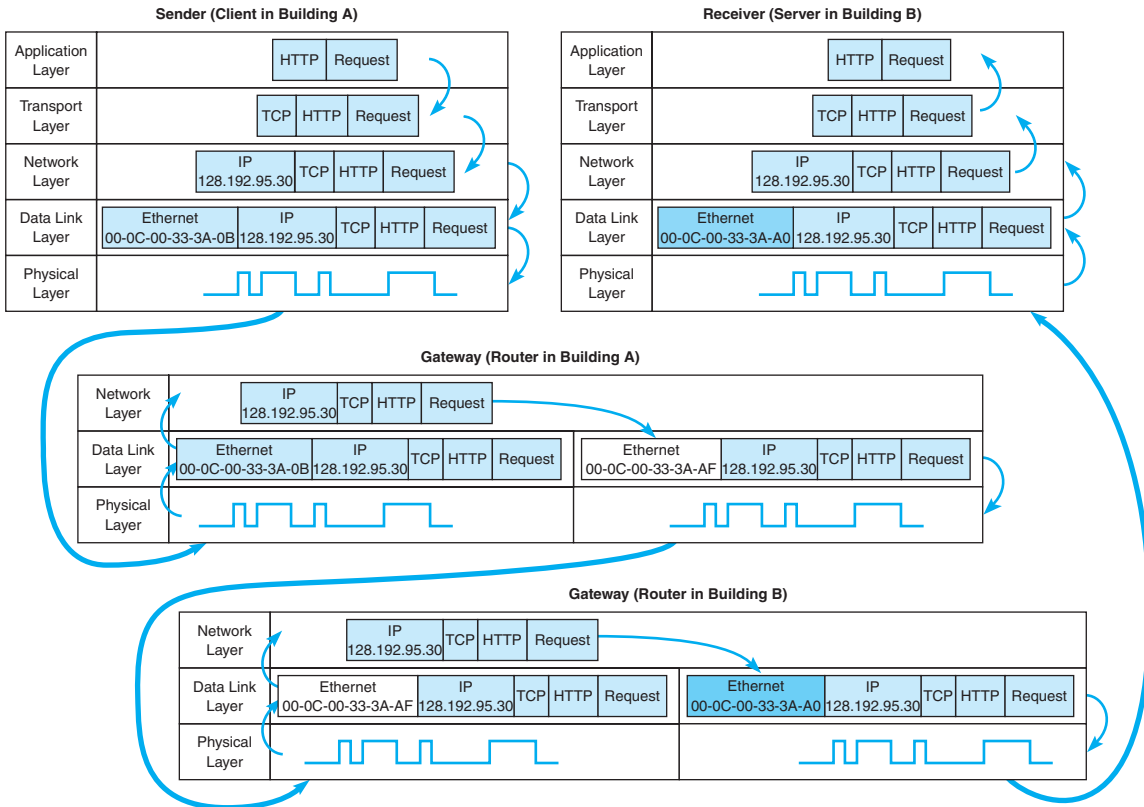 Sender (Client in Building A)
Application
Layer
HTTP Request
Transport
Layer
TCP HTTP Request
Network
Layer
IP
128.192.95.30
TCP HTTP Request
Data Link
Layer
Ethernet
00-0C-00-33-3A-0B
IP
128.192.95.30
TCP HTTP Request
Physical
Layer
Receiver (Server in Building B)
Application
Layer
HTTP Request
Transport
Layer
TCP HTTP Request
Network
Layer
IP
128.192.95.30
TCP HTTP Request
Data Link
Layer
Ethernet
00-0C-00-33-3A-A0
IP
128.192.95.30
TCP HTTP Request
Physical
Layer
Gateway (Router in Building A)
Network
Layer
IP
128.192.95.30
TCP HTTP Request
Data Link
Layer
Ethernet
00-0C-00-33-3A-0B
IP
128.192.95.30
TCP HTTP Request
Ethernet
00-0C-00-33-3A-AF
IP
128.192.95.30
TCP HTTP Request
Physical
Layer
Gateway (Router in Building B)
Network
Layer
IP
128.192.95.30
TCP HTTP Request
Data Link
Layer
Ethernet
00-0C-00-33-3A-AF
IP
128.192.95.30
TCP HTTP Request
Ethernet
00-0C-00-33-3A-A0
IP
128.192.95.30
TCP HTTP Request
Physical
Layer